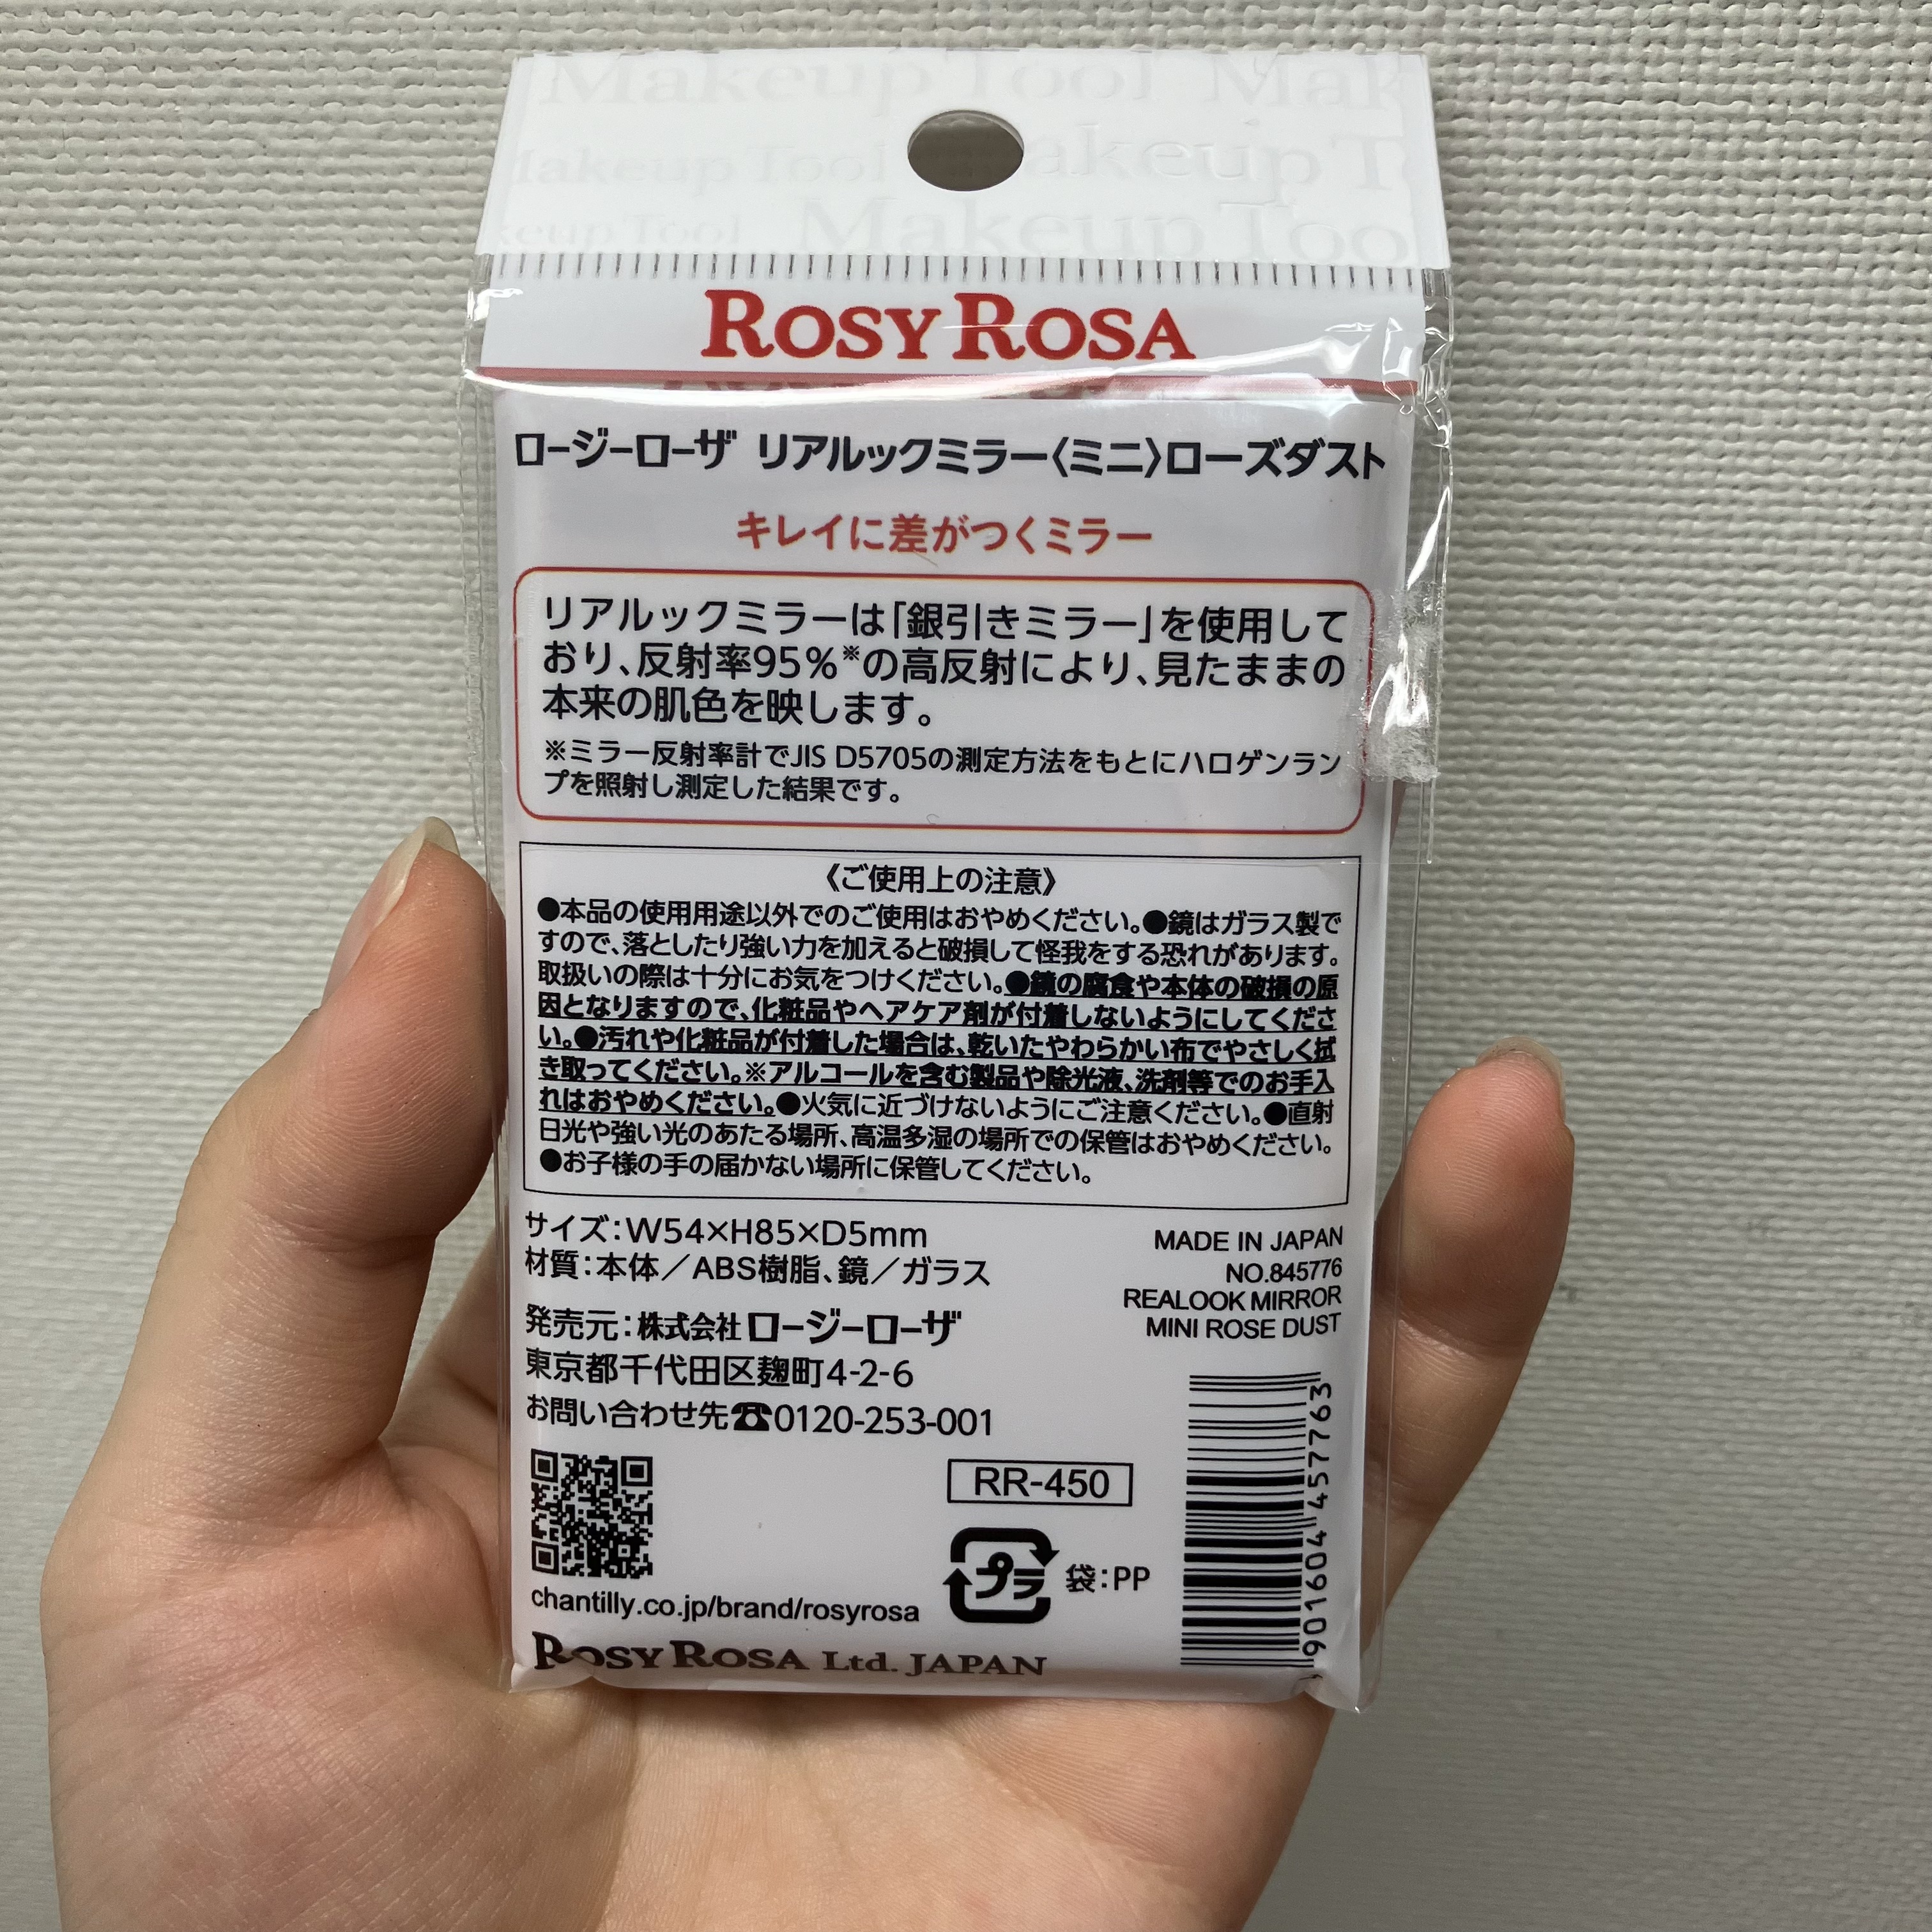 Makeup Tool Mak
Makeup Tool Makeup To
keup Tool Makeup Too
ROSY ROSA
ロージーローザ リアルックミラー〈ミニ〉ローズダスト
キレイに差がつくミラー
リアルックミラーは「銀引きミラー」を使用して
おり、反射率95%※の高反射により、見たままの
本来の肌色を映します。
※ミラー反射率計でJIS D5705の測定方法をもとにハロゲンラン
プを照射し測定した結果です。
《ご使用上の注意》
●本品の使用用途以外でのご使用はおやめください。●鏡はガラス製で
すので、落としたり強い力を加えると破損して怪我をする恐れがあります。
取扱いの際は十分にお気をつけください。●鏡の腐食や本体の破損の原
因となりますので、化粧品やヘアケア剤が付着しないようにしてくださ
い。●汚れや化粧品が付着した場合は、乾いたやわらかい布でやさしく拭
き取ってください。※アルコールを含む製品や除光液、洗剤等でのお手入
れはおやめください。●火気に近づけないようにご注意ください。●直射
日光や強い光のあたる場所、高温多湿の場所での保管はおやめください。
●お子様の手の届かない場所に保管してください。
サイズ:W54×H85×D5mm
材質:本体/ABS樹脂、鏡/ガラス
MADE IN JAPAN
NO.845776
REALOOK MIRROR
MINI ROSE DUST
発売元:株式会社ロージーローザ
東京都千代田区麹町4-2-6
お問い合わせ先☎0120-253-001
RR-450
プラ 袋:PP
chantilly.co.jp/brand/rosyrosa
ROSY ROSA Ltd. JAPAN
4901604 457763